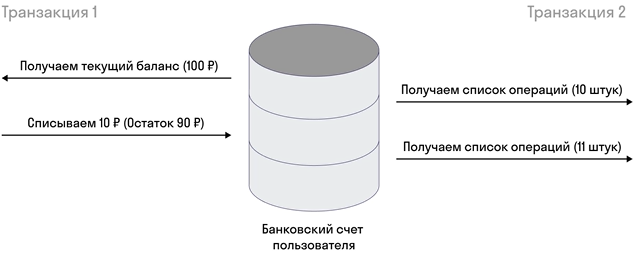 Транзакция 1
Транзакция 2
Получаем текущий баланс (100 ₽)
Получаем список операций (10 штук)
Списываем 10 ₽ (Остаток 90 ₽)
Получаем список операций (11 штук)
Банковский счет
пользователя